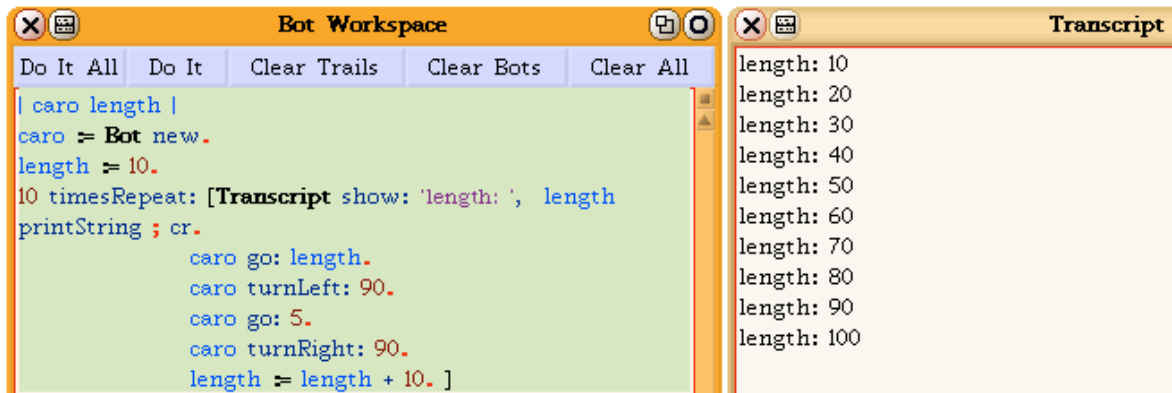 Bot Workspace
Do It All Do It Clear Trails Clear Bots Clear All
| caro length |
caro := Bot new.
length := 10.
10 timesRepeat: [Transcript show: 'length: ', length
printString ; cr.
caro go: length.
caro turnLeft: 90.
caro go: 5.
caro turnRight: 90.
length := length + 10. ]
Transcript
length: 10
length: 20
length: 30
length: 40
length: 50
length: 60
length: 70
length: 80
length: 90
length: 100